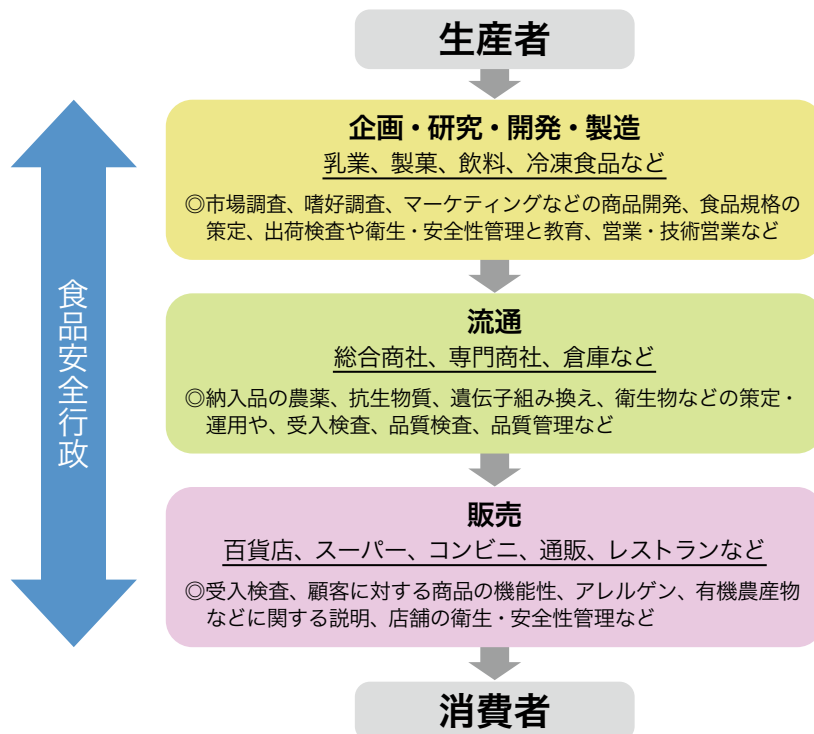 生産者
企画・研究・開発・製造
乳業、製菓、飲料、冷凍食品など
◎市場調査、嗜好調査、マーケティングなどの商品開発、食品規格の
策定、出荷検査や衛生・安全性管理と教育、営業・技術営業など
食品安全行政
流通
総合商社、専門商社、倉庫など
◎納入品の農薬、抗生物質、遺伝子組み換え、衛生物などの策定・
運用や、受入検査、品質検査、品質管理など
販売
百貨店、スーパー、コンビニ、通販、レストランなど
◎受入検査、顧客に対する商品の機能性、アレルゲン、有機農産物
などに関する説明、店舗の衛生・安全性管理など
消費者